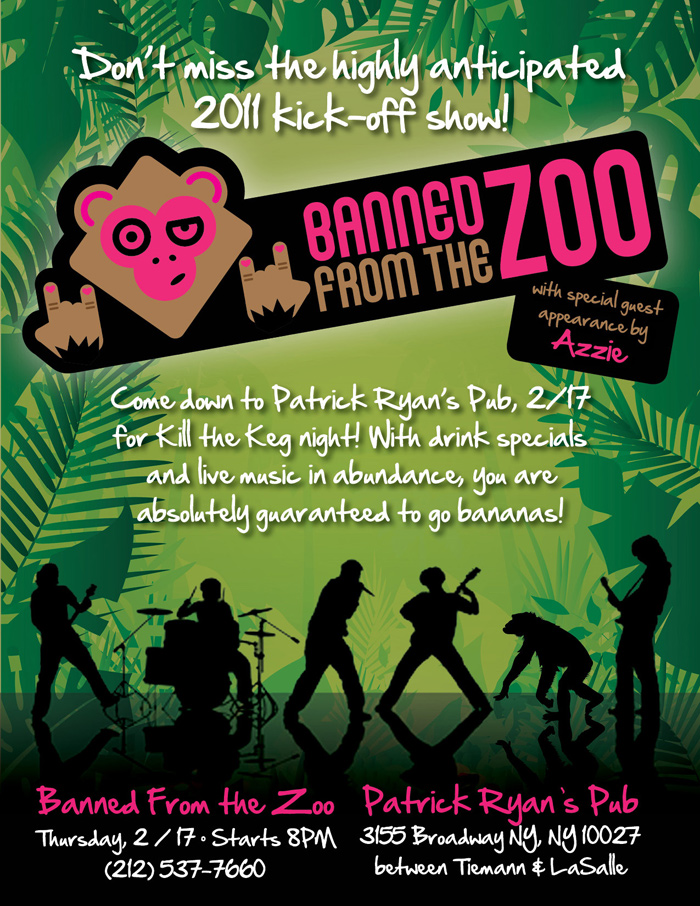 Don't miss the highly anticipated
2011 kick-off show!
BANNED
FROM THE
ZOO
with special guest
appearance by
Azzie
Come down to Patrick Ryan's Pub, 2/17
for Kill the Keg night! With drink specials
and live music in abundance, you are
absolutely guaranteed to go bananas!
Banned From the Zoo
Thursday, 2 / 17 • Starts 8PM
(212) 537-7660
Patrick Ryan's Pub
3155 Broadway NY, NY 10027
between Tiemann & LaSalle